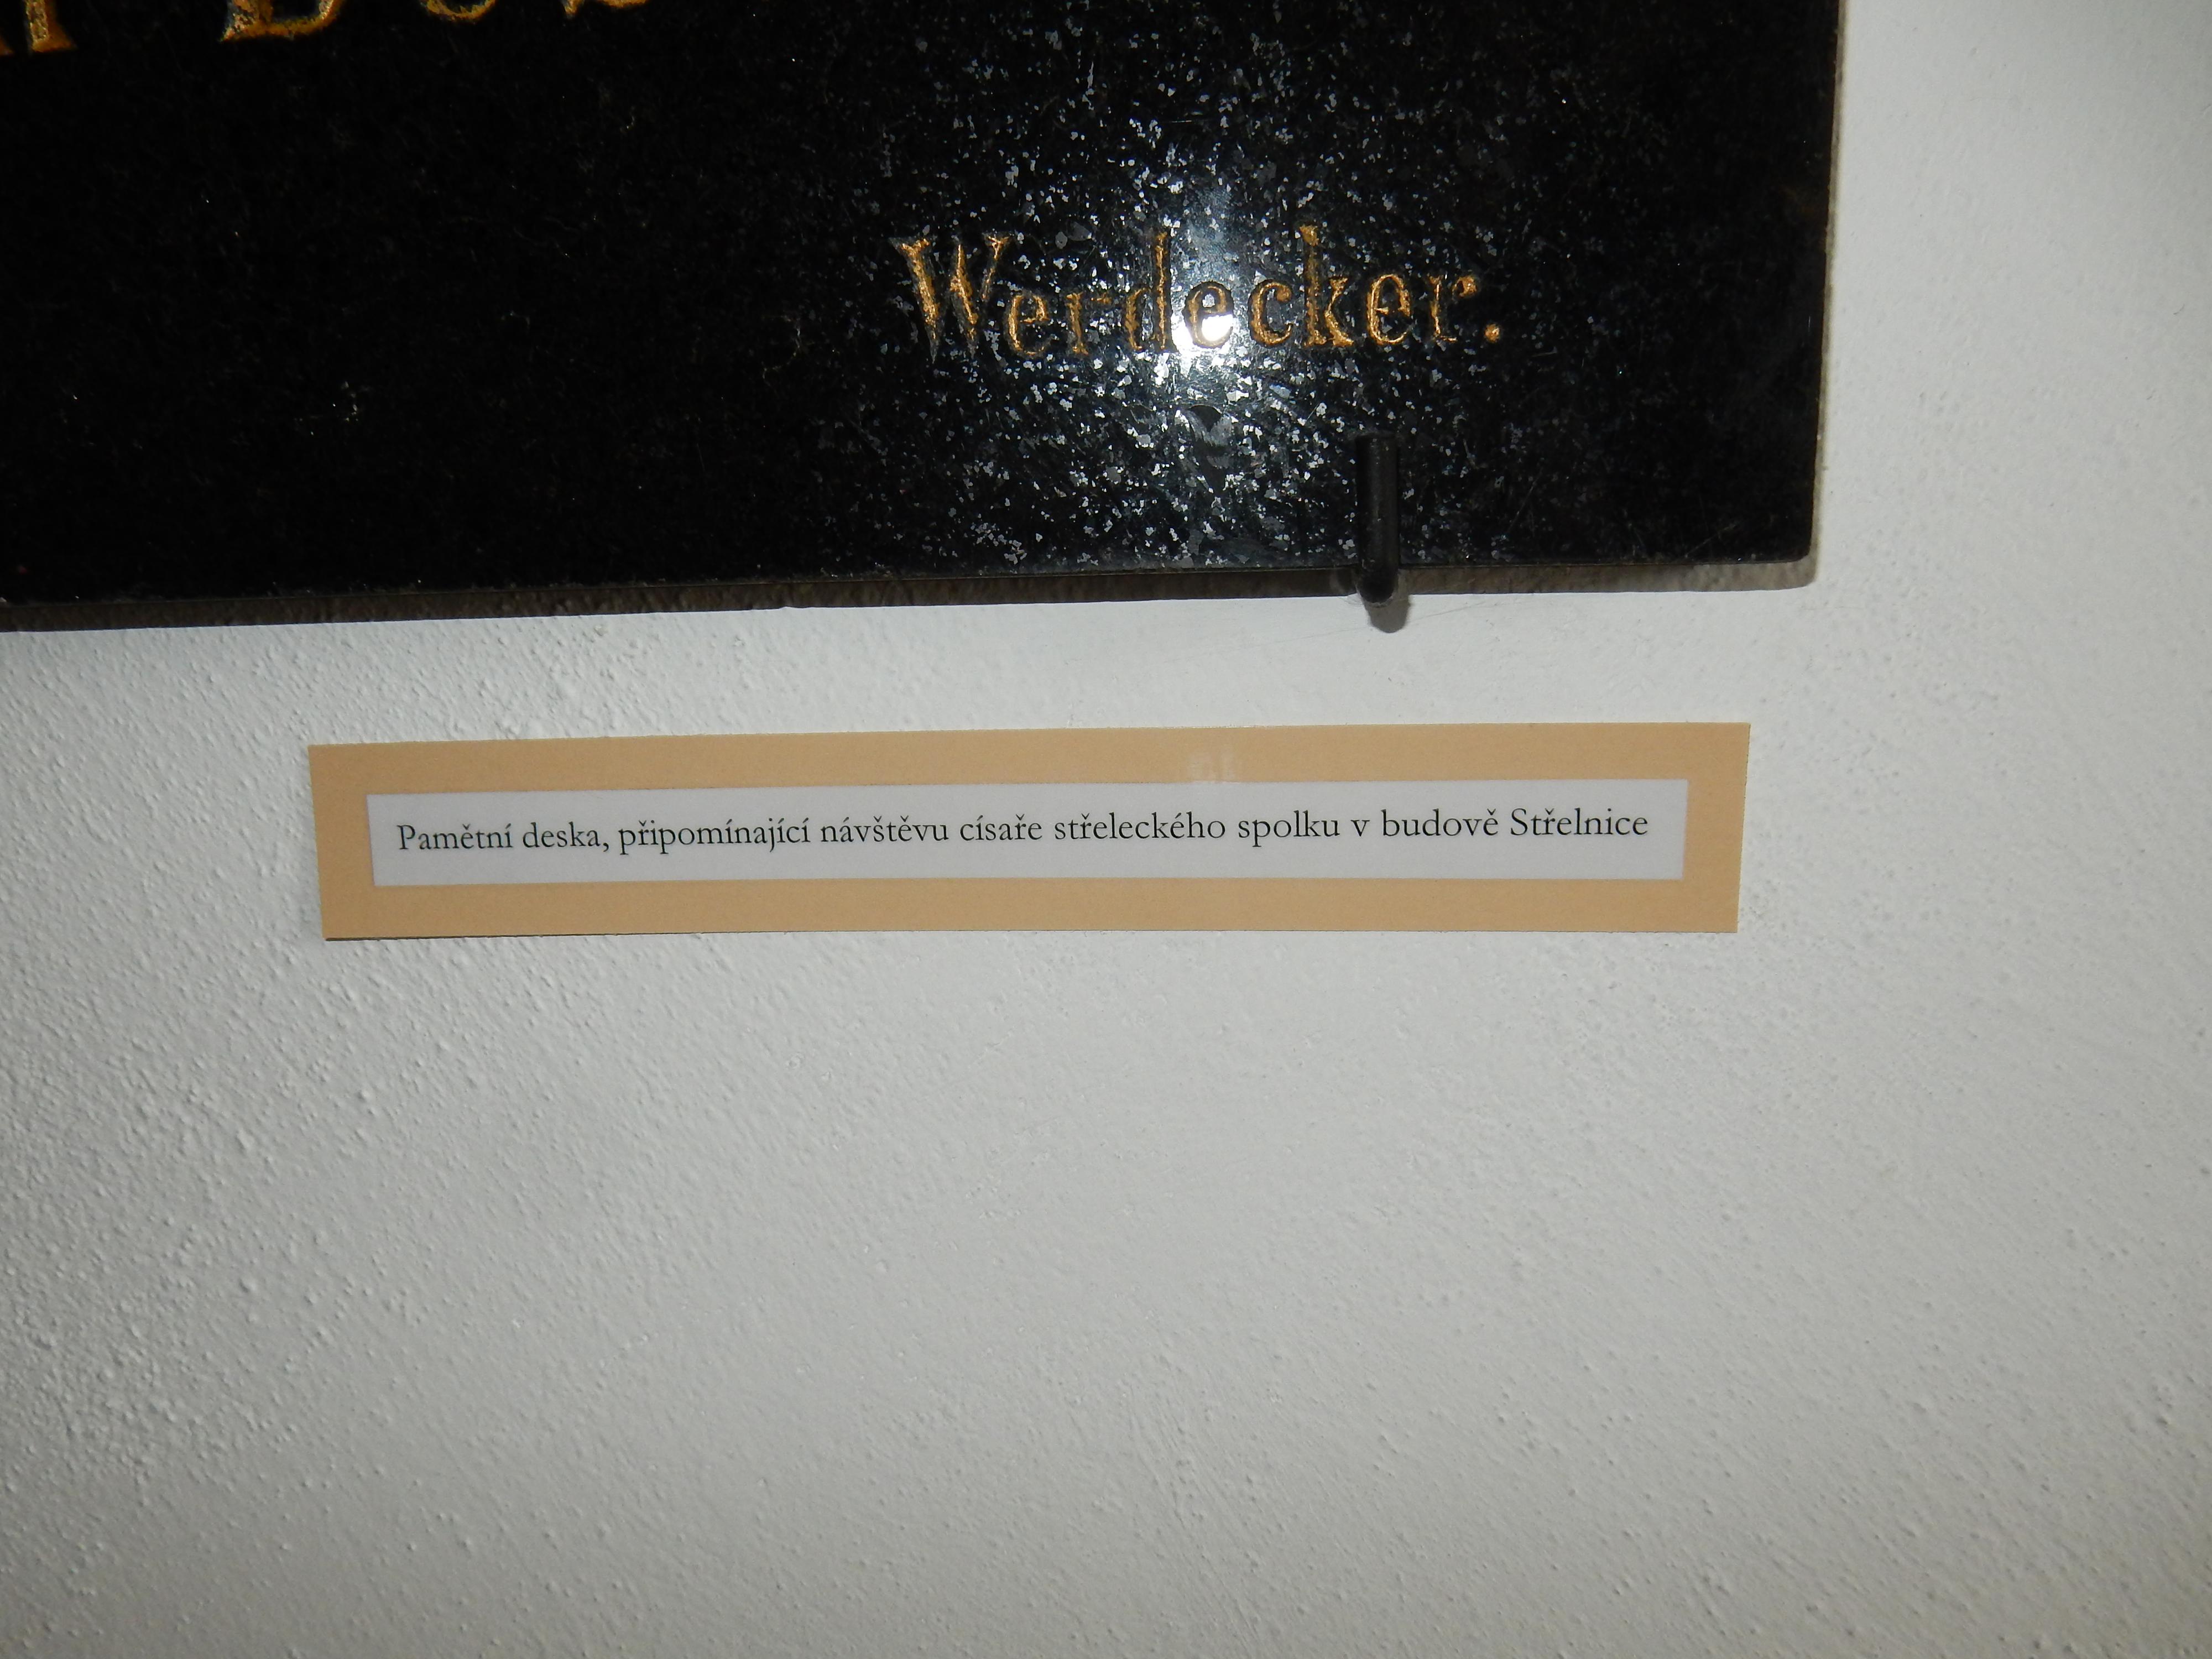 Werdecker.
Pamětní deska, připomínající návštěvu císaře střeleckého spolku v budově Střelnice